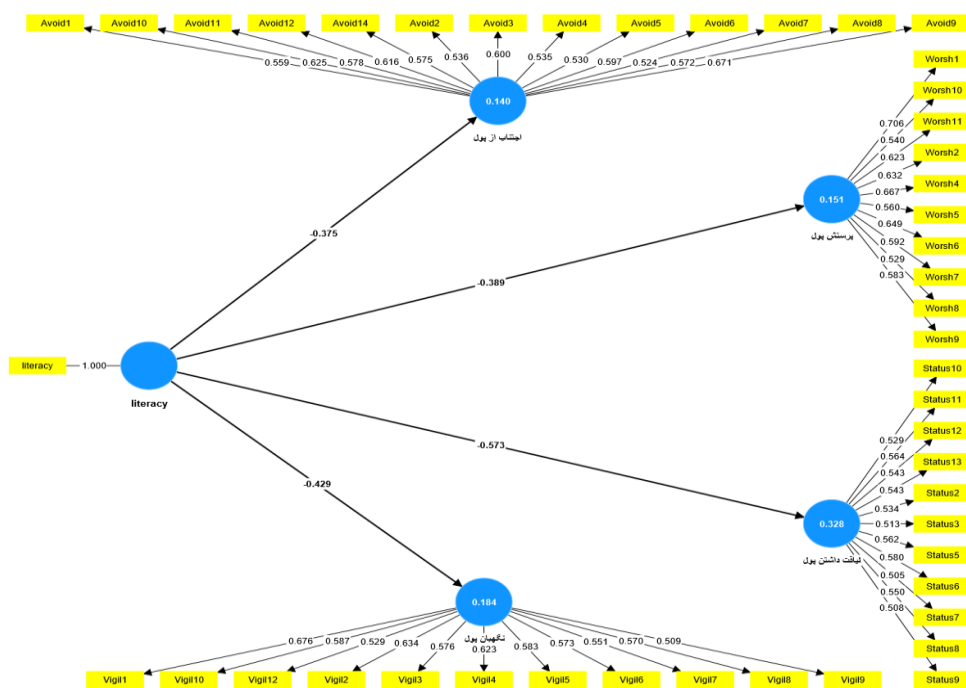 Avoid1 Avoid10 Avoid11 Avoid12 Avoid14 Avoid2 Avoid3 Avoid4 Avoid5 Avoid6 Avoid7 Avoid8 Avoid9
0.559 0.625 0.578 0.616 0.575 0.536 0.600 0.535 0.530 0.597 0.524 0.572 0.671
0.140
اجتناب از پول
Worsh1
Worsh10
Worsh11
Worsh2
Worsh4
Worsh5
Worsh6
Worsh7
Worsh8
Worsh9
0.706
0.540
0.623
0.632
0.667
0.560
0.649
0.592
0.529
0.583
0.151
پرستش پول
-0.375
-0.389
literacy
1.000
literacy
-0.573
-0.429
Status10
Status11
Status12
Status13
Status2
Status3
Status5
Status6
Status7
Status8
Status9
0.529
0.564
0.543
0.543
0.534
0.513
0.562
0.580
0.505
0.550
0.508
0.328
لیاقت داشتن پول
0.184
نگهبان پول
0.676 0.587 0.529 0.634 0.576 0.623 0.583 0.573 0.551 0.570 0.509
Vigil1 Vigil10 Vigil12 Vigil2 Vigil3 Vigil4 Vigil5 Vigil6 Vigil7 Vigil8 Vigil9